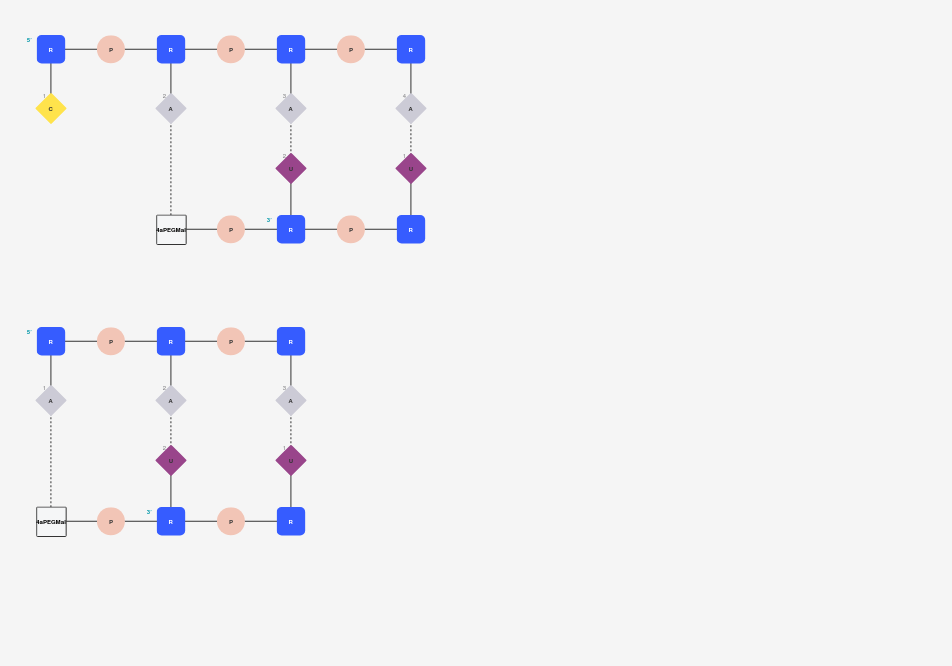 5'
R P R P R P R
1 2 3 4
C A A A
2 1
U U
3'
4aPEGMal P R P R
5'
R P R P R
1 2 3
A A A
2 1
U U
3'
4aPEGMal P R P R